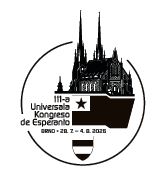 111-a
Universala
Kongreso
de Esperanto
BRNO • 28. 7. - 4. 8. 2026